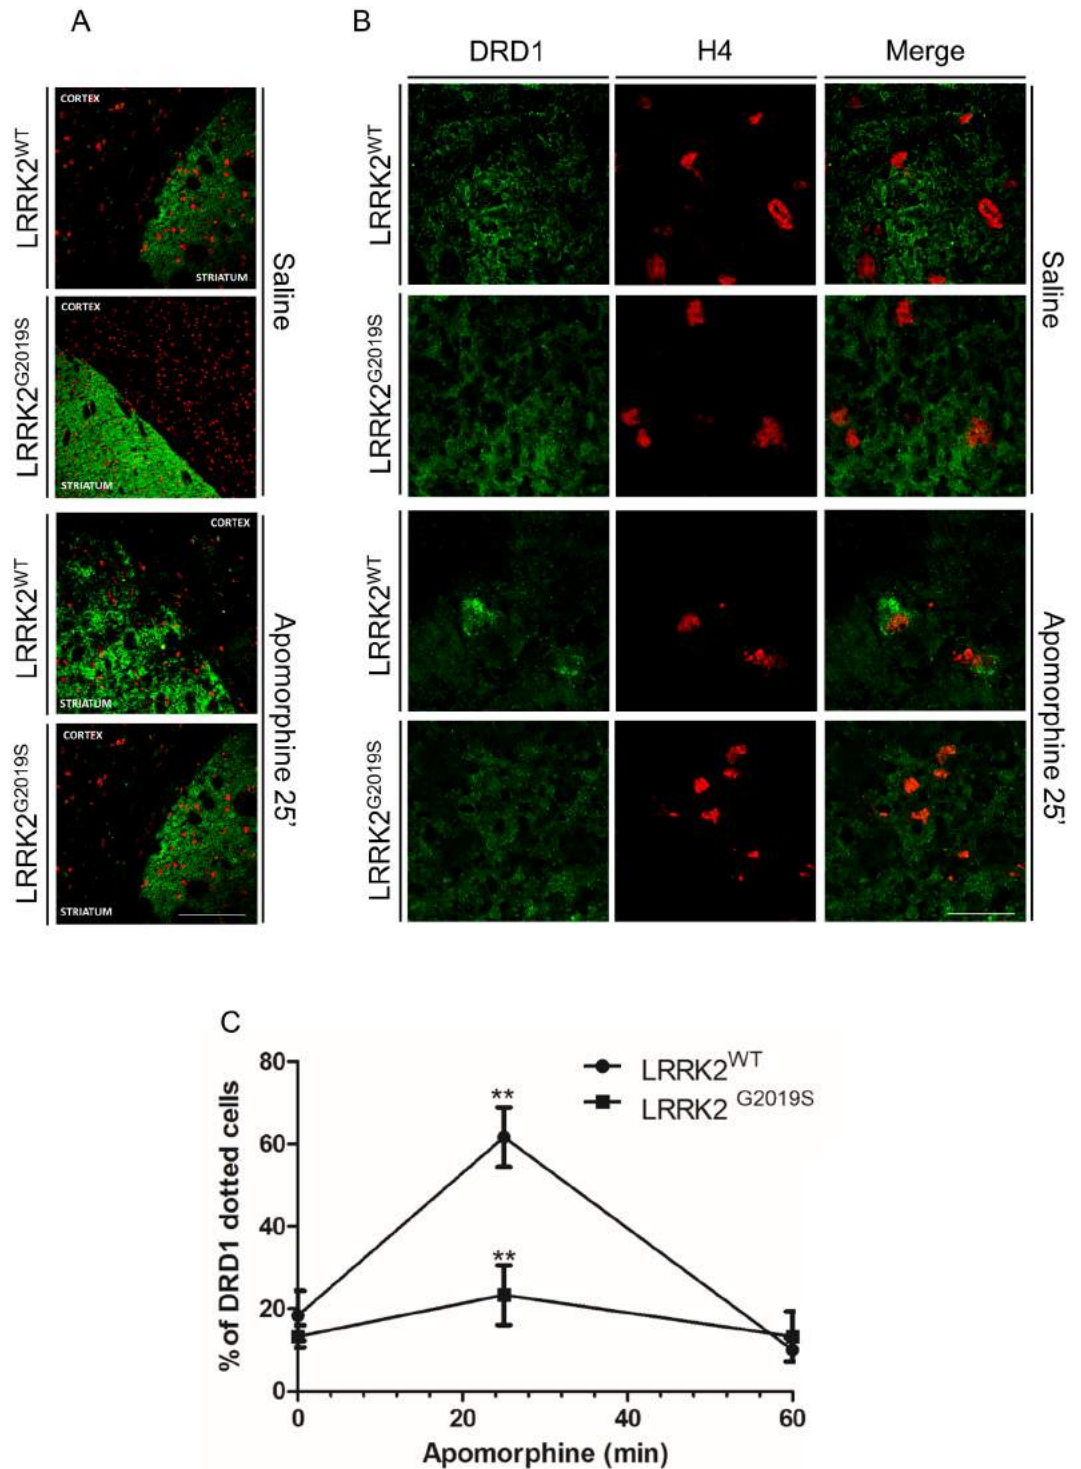 A
B
DRD1
H4
Merge
LRRK2WT
CORTEX
STRIATUM
LRRK2G2019S
CORTEX
STRIATUM
Saline
LRRK2WT
CORTEX
STRIATUM
LRRK2G2019S
CORTEX
STRIATUM
Apomorphine 25'
LRRK2WT
LRRK2G2019S
Saline
LRRK2WT
LRRK2G2019S
Apomorphine 25'
C
% of DRD1 dotted cells
80
60
40
20
0
**
**
LRRK2WT
LRRK2 G2019S
0
20
40
60
Apomorphine (min)